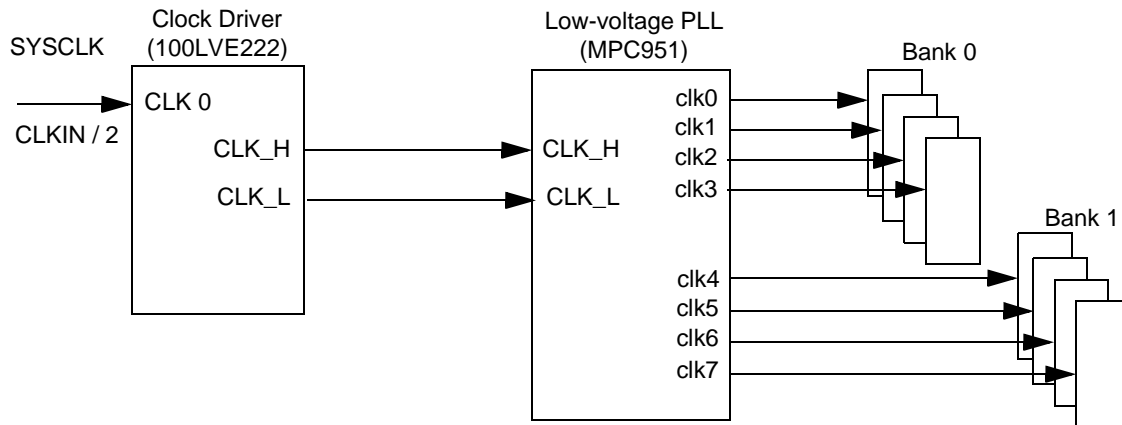 Clock Driver
(100LVE222)
Low-voltage PLL
(MPC951)
SYSCLK
CLKIN / 2
CLK 0
CLK_H
CLK_L
CLK_H
CLK_L
clk0
clk1
clk2
clk3
clk4
clk5
clk6
clk7
Bank 0
Bank 1